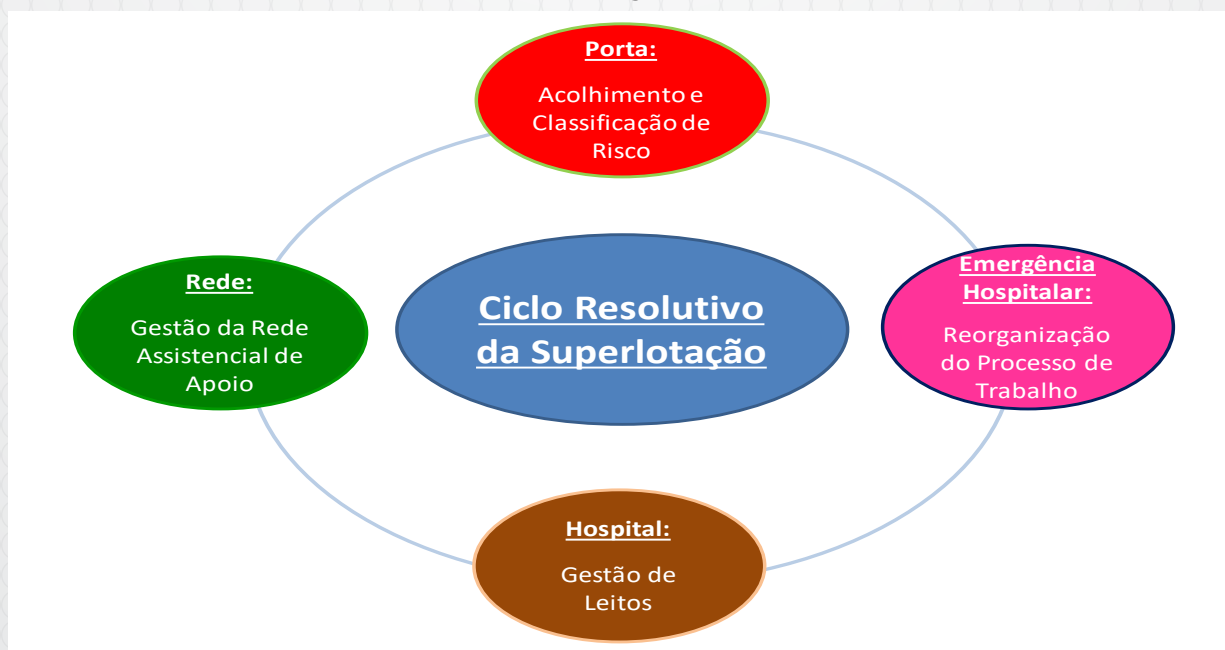 Porta:
Acolhimento e
Classificação de
Risco
Rede:
Gestão da Rede
Assistencial de
Apoio
Ciclo Resolutivo
da Superlotação
Emergência
Hospitalar:
Reorganização
do Processo de
Trabalho
Hospital:
Gestão de
Leitos